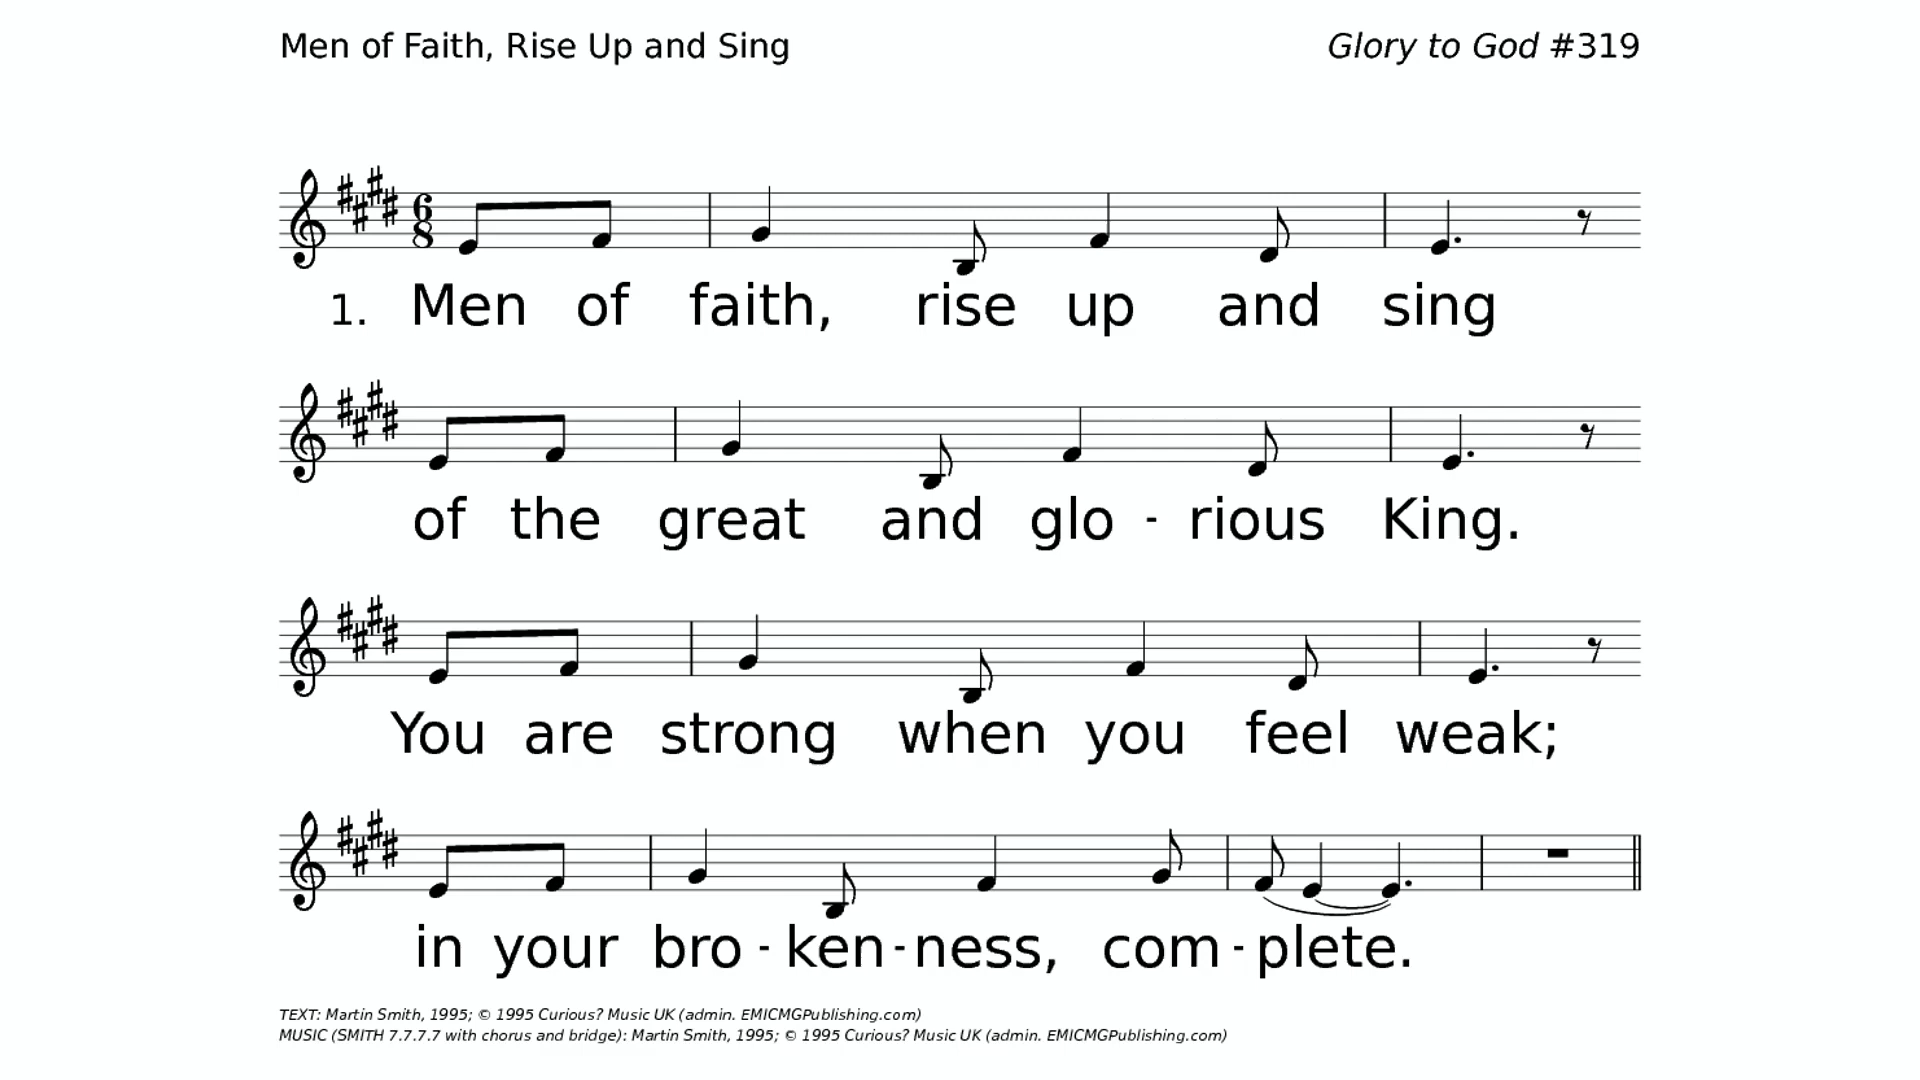 Men of Faith, Rise Up and Sing Glory to God #319
6
8
1. Men of faith, rise up and sing
of the great and glo - rious King.
You are strong when you feel weak;
in your bro - ken - ness, com - plete.
TEXT: Martin Smith, 1995; © 1995 Curious? Music UK (admin. EMICMGPublishing.com)
MUSIC (SMITH 7.7.7.7 with chorus and bridge): Martin Smith, 1995; © 1995 Curious? Music UK (admin. EMICMGPublishing.com)